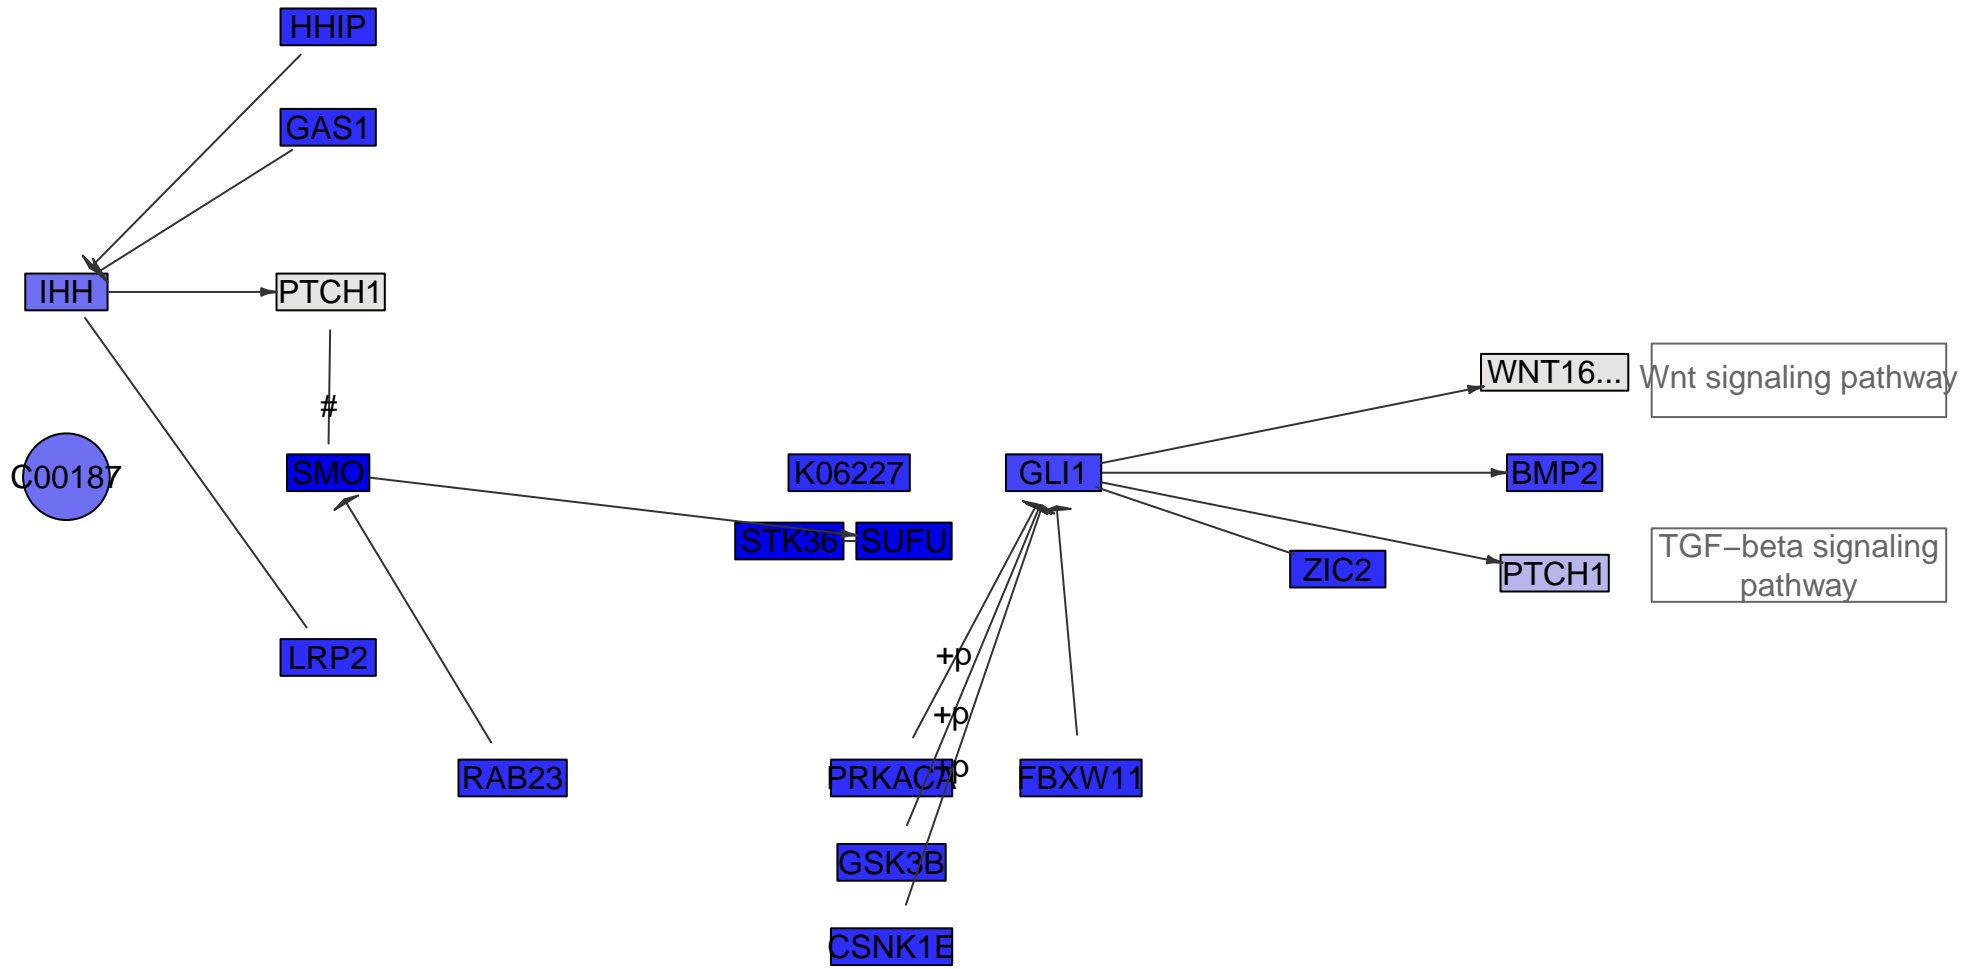 HHIP
GAS1
IHH
PTCH1
WNT16...
Wnt signaling pathway
#
C00187
SMO
K06227
GLI1
BMP2
STK36
SUFU
ZIC2
PTCH1
TGF−beta signaling
pathway
LRP2
+p
+p
+p
RAB23
PRKACA
FBXW11
GSK3B
CSNK1E